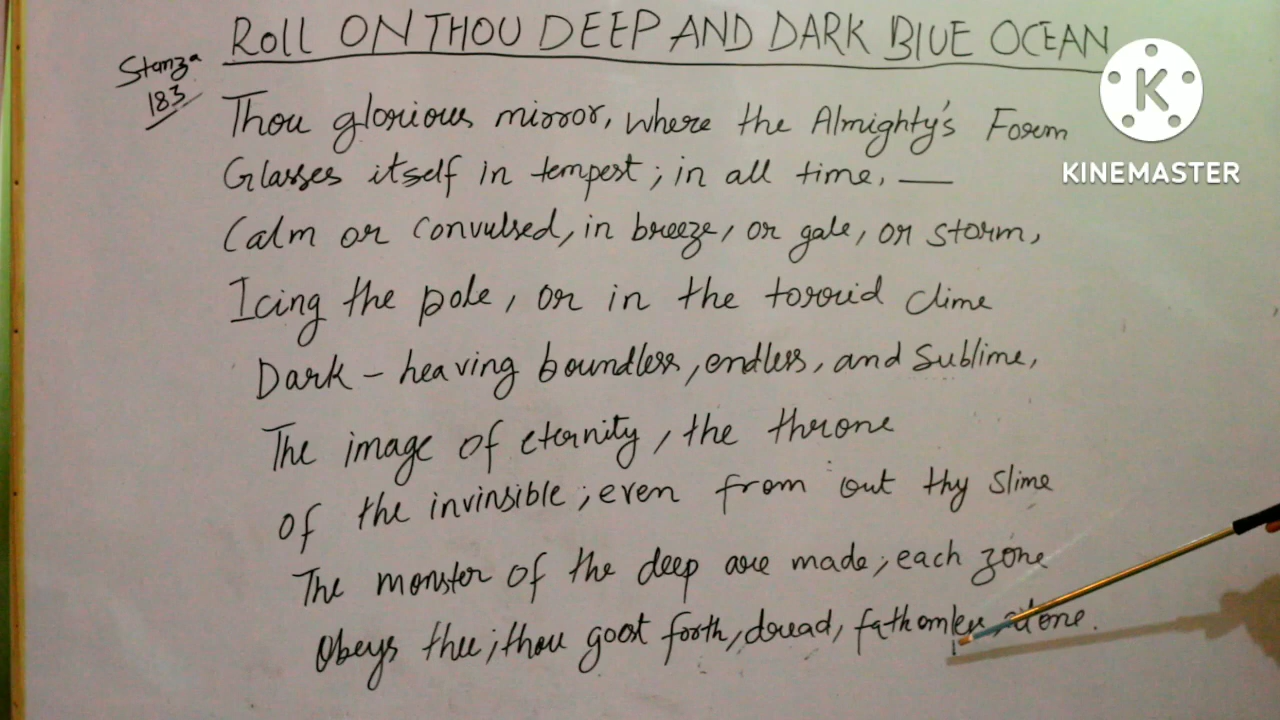 ROLL ON THOU DEEP AND DARK BLUE OCEAN
Stanza
183
Thou glorious mirror, where the Almighty's Form
Glasses itself in tempest; in all time, —
Calm or convulsed, in breeze, or gale, or storm,
Icing the pole, or in the torrid clime
Dark - heaving boundless, endless, and sublime,
The image of eternity, the throne
of the invinsible; even from out thy slime
The monster of the deep are made; each zone
Obeys thee; thou goest forth, dread, fathomless, alone.
K
KINEMASTER